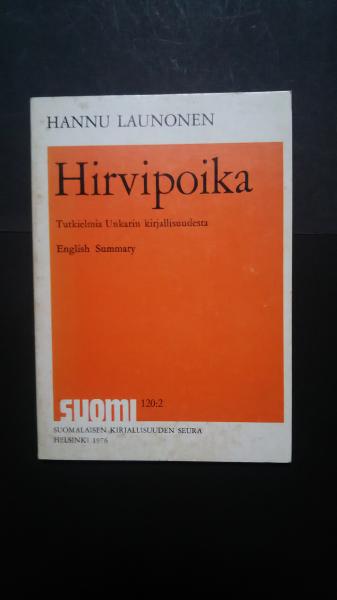 HANNU LAUNONEN
Hirvipoika
Tutkielmia Unkarin kirjallisuudesta
English Summary
SUOMI 120:2
SUOMALAISEN KIRJALLISUUDEN SEURA
HELSINKI 1976